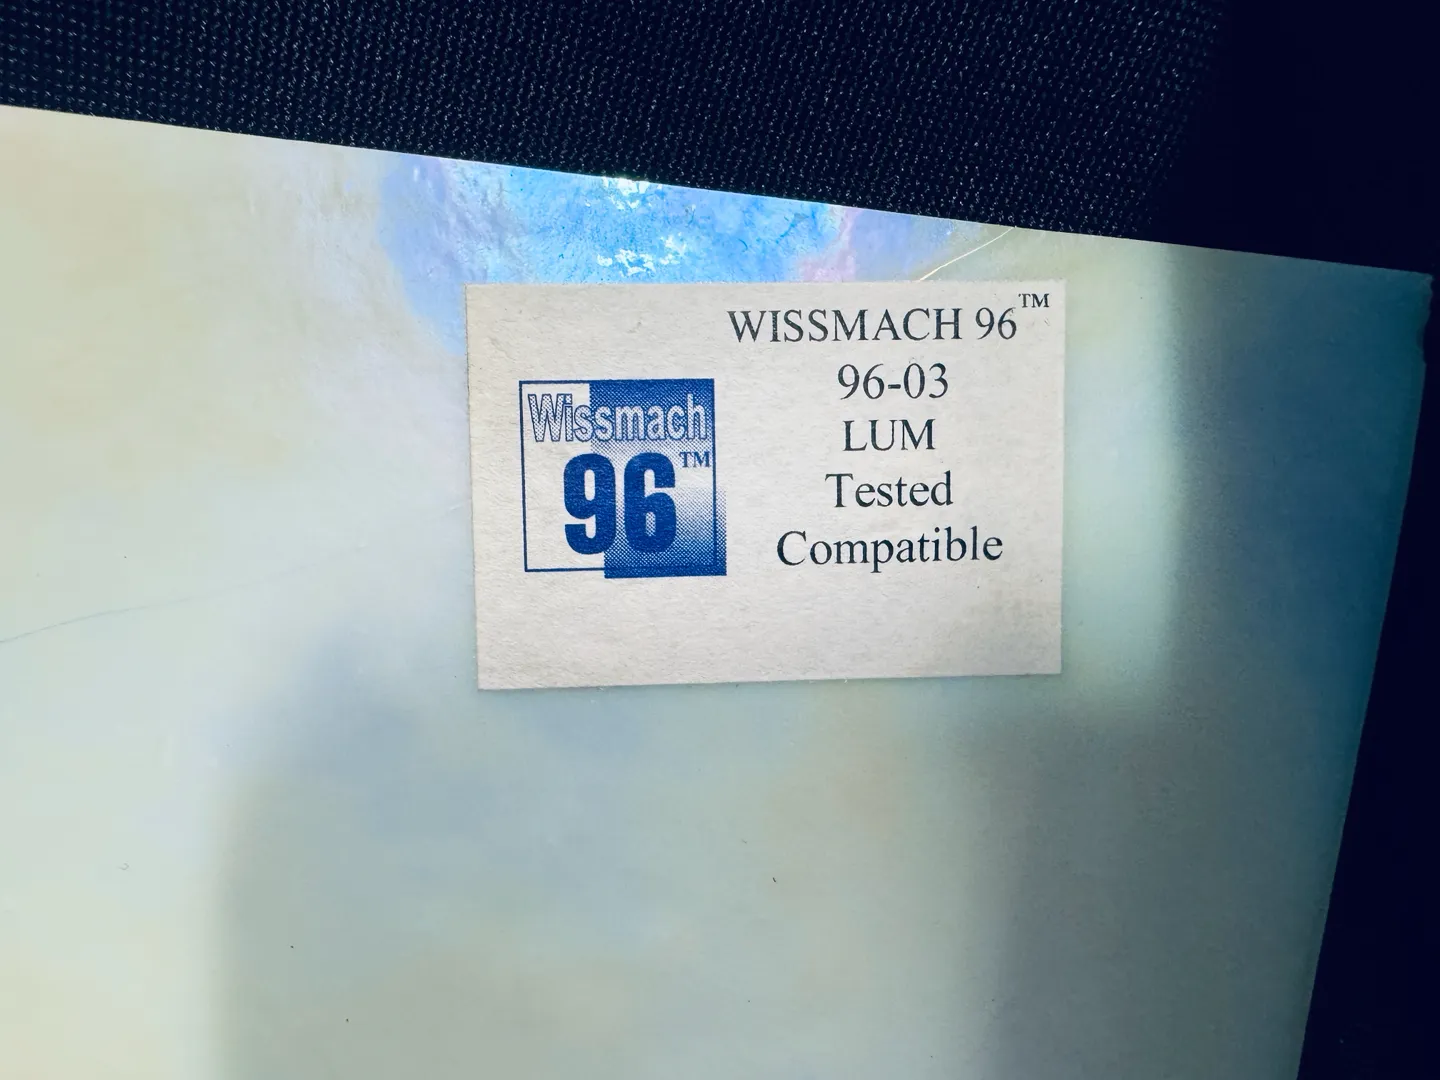 Wissmach
96™
WISSMACH 96™
96-03
LUM
Tested
Compatible